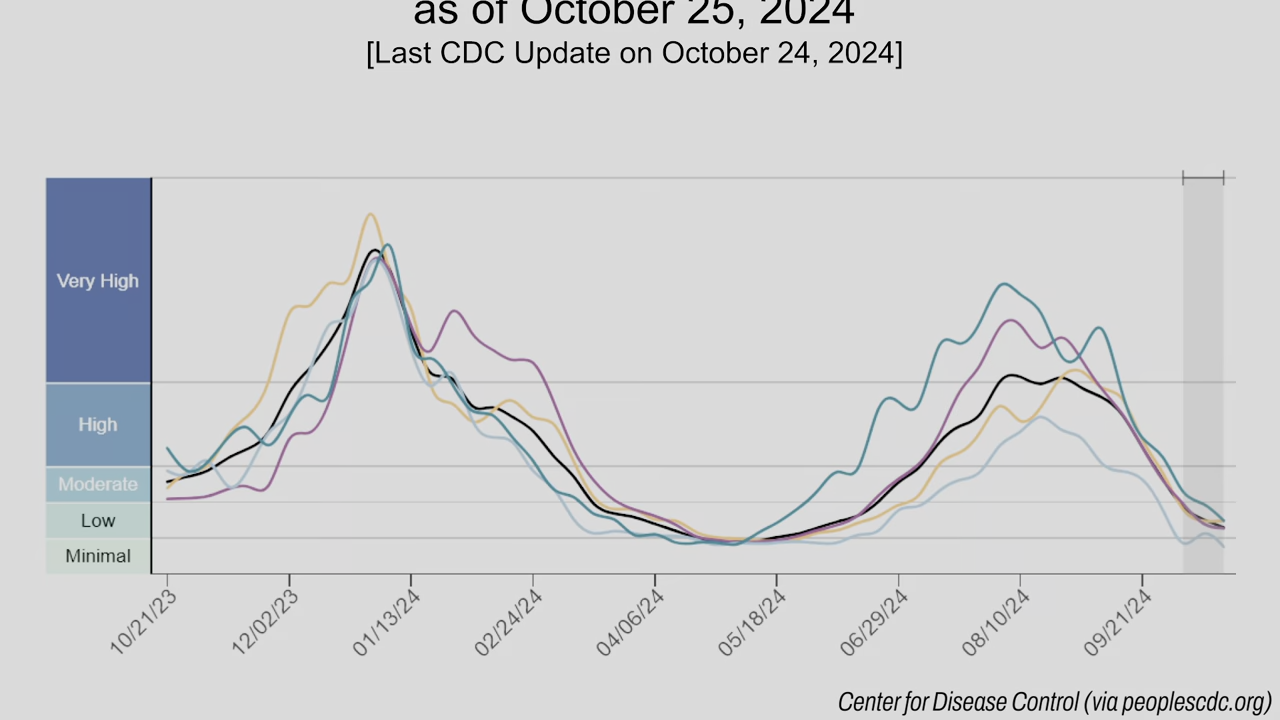 as of October 25, 2024
[Last CDC Update on October 24, 2024]
Very High
High
Moderate
Low
Minimal
10/21/23
12/02/23
01/13/24
02/24/24
04/06/24
05/18/24
06/29/24
08/10/24
09/21/24
Center for Disease Control (via peoplescdc.org)